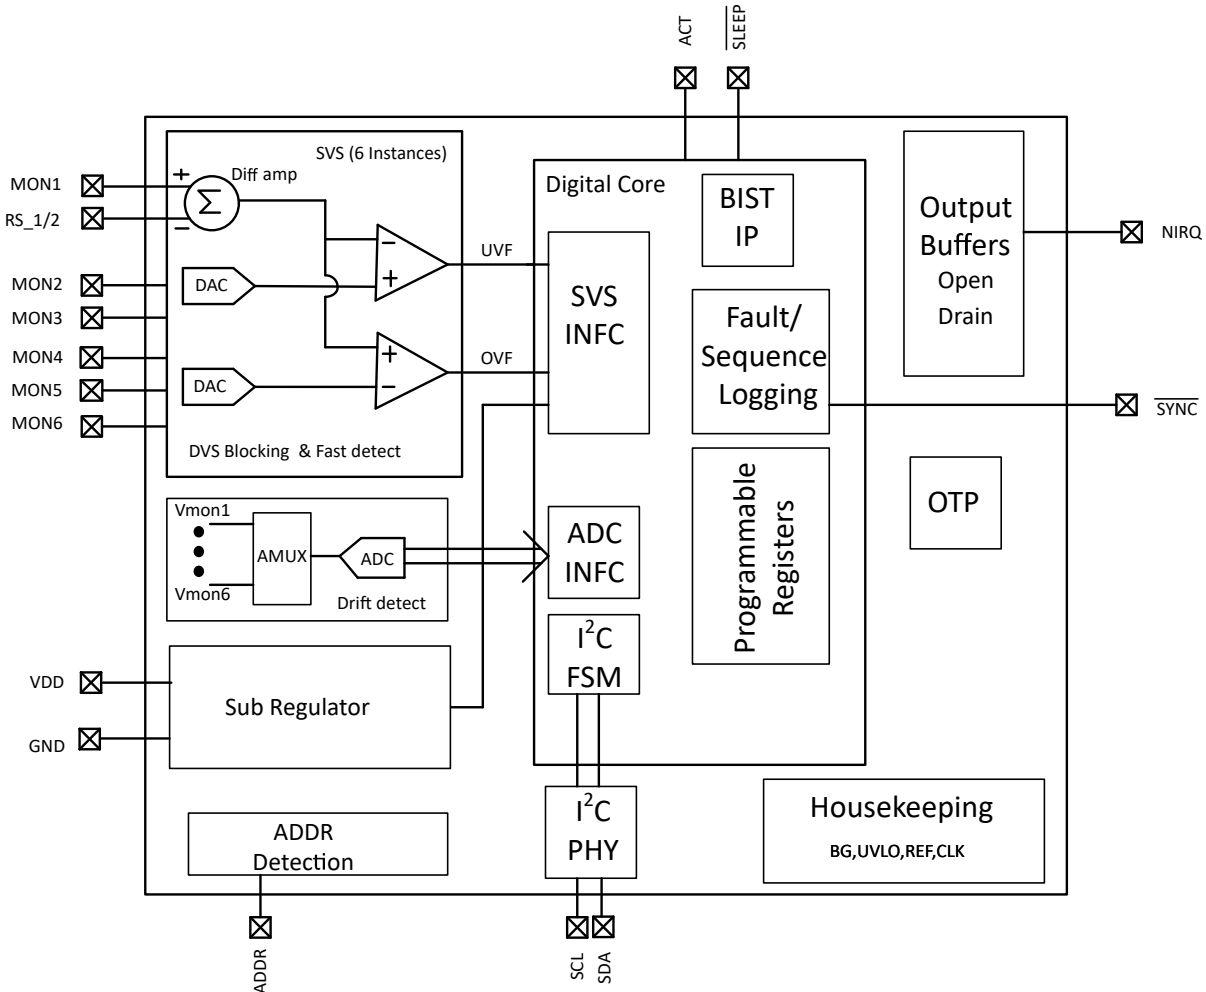 ACT
SLEEP
SVS (6 Instances)
+
Diff amp
MON1
Σ
RS_1/2
−
MON2
MON3
MON4
MON5
MON6
DAC
−
+
UVF
DAC
+
−
OVF
DVS Blocking & Fast detect
Digital Core
BIST
IP
SVS
INFC
Fault/
Sequence
Logging
Output
Buffers
Open
Drain
NIRQ
SYNC
Vmon1
Vmon6
AMUX
ADC
Drift detect
ADC
INFC
Programmable
Registers
OTP
I²C
FSM
VDD
GND
Sub Regulator
I²C
PHY
ADDR
Detection
Housekeeping
BG,UVLO,REF,CLK
ADDR
SCL
SDA